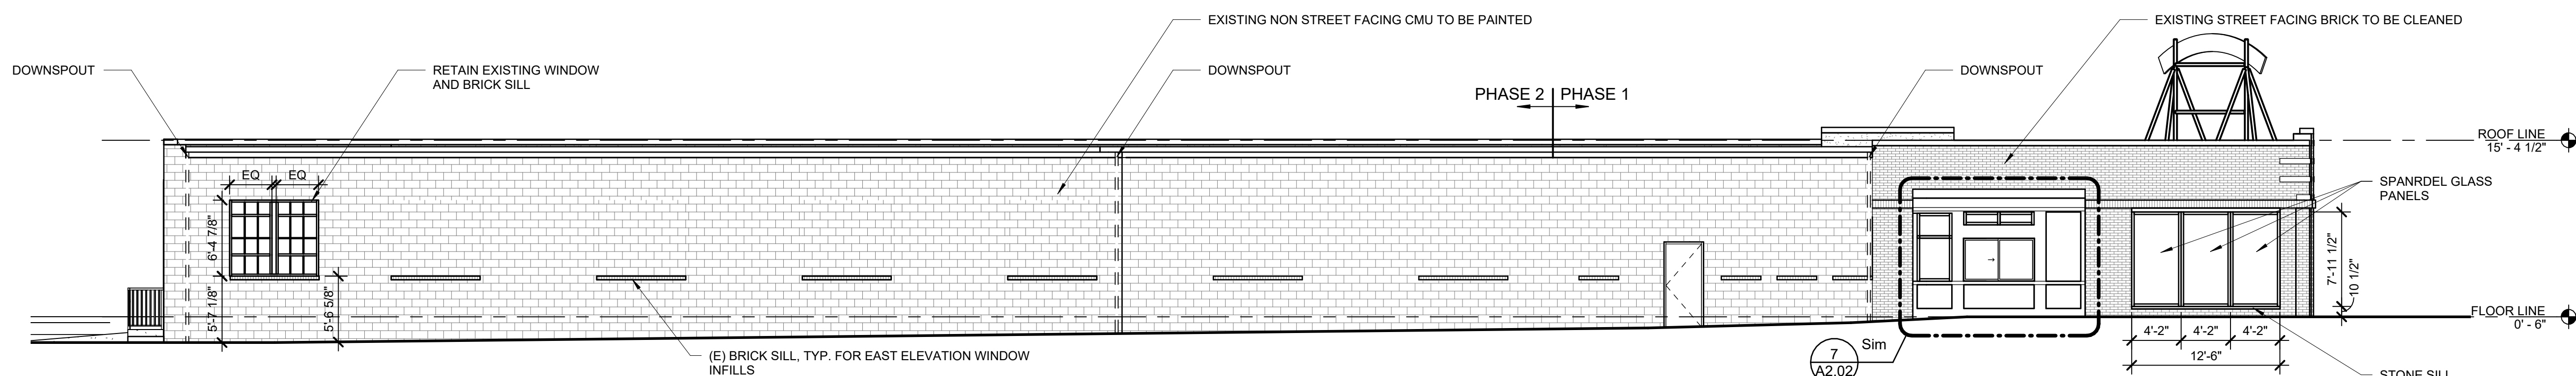 EXISTING NON STREET FACING CMU TO BE PAINTED
EXISTING STREET FACING BRICK TO BE CLEANED
DOWNSPOUT
RETAIN EXISTING WINDOW
AND BRICK SILL
DOWNSPOUT
DOWNSPOUT
PHASE 2
PHASE 1
ROOF LINE
15' - 4 1/2"
EQ
EQ
SPANRDEL GLASS
PANELS
6'-4 7/8"
5'-7 1/8"
5'-6 5/8"
7'-11 1/2"
10 1/2"
FLOOR LINE
0' - 6"
4'-2"
4'-2"
4'-2"
12'-6"
(E) BRICK SILL, TYP. FOR EAST ELEVATION WINDOW
INFILLS
7
A2.02
Sim
STONE SILL